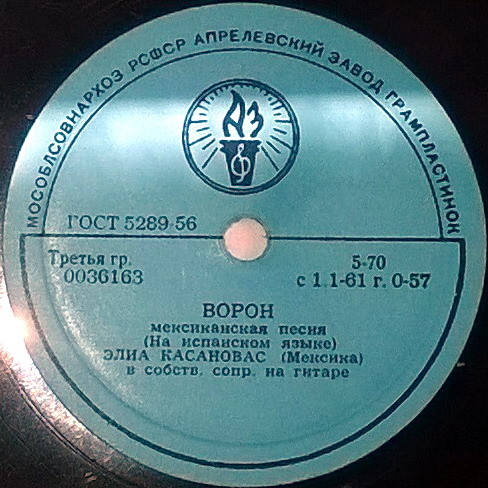 МОСОБЛСОВНАРХОЗ РСФСР АПРЕЛЕВСКИЙ ЗАВОД ГРАМПЛАСТИНОК
АЗ
ГОСТ 5289-56
Третья гр. 5-70
0036163 с 1.1-61 г. 0-57
ВОРОН
мексиканская песня
(На испанском языке)
ЭЛИА КАСАНОВАС (Мексика)
в собств. сопр. на гитаре